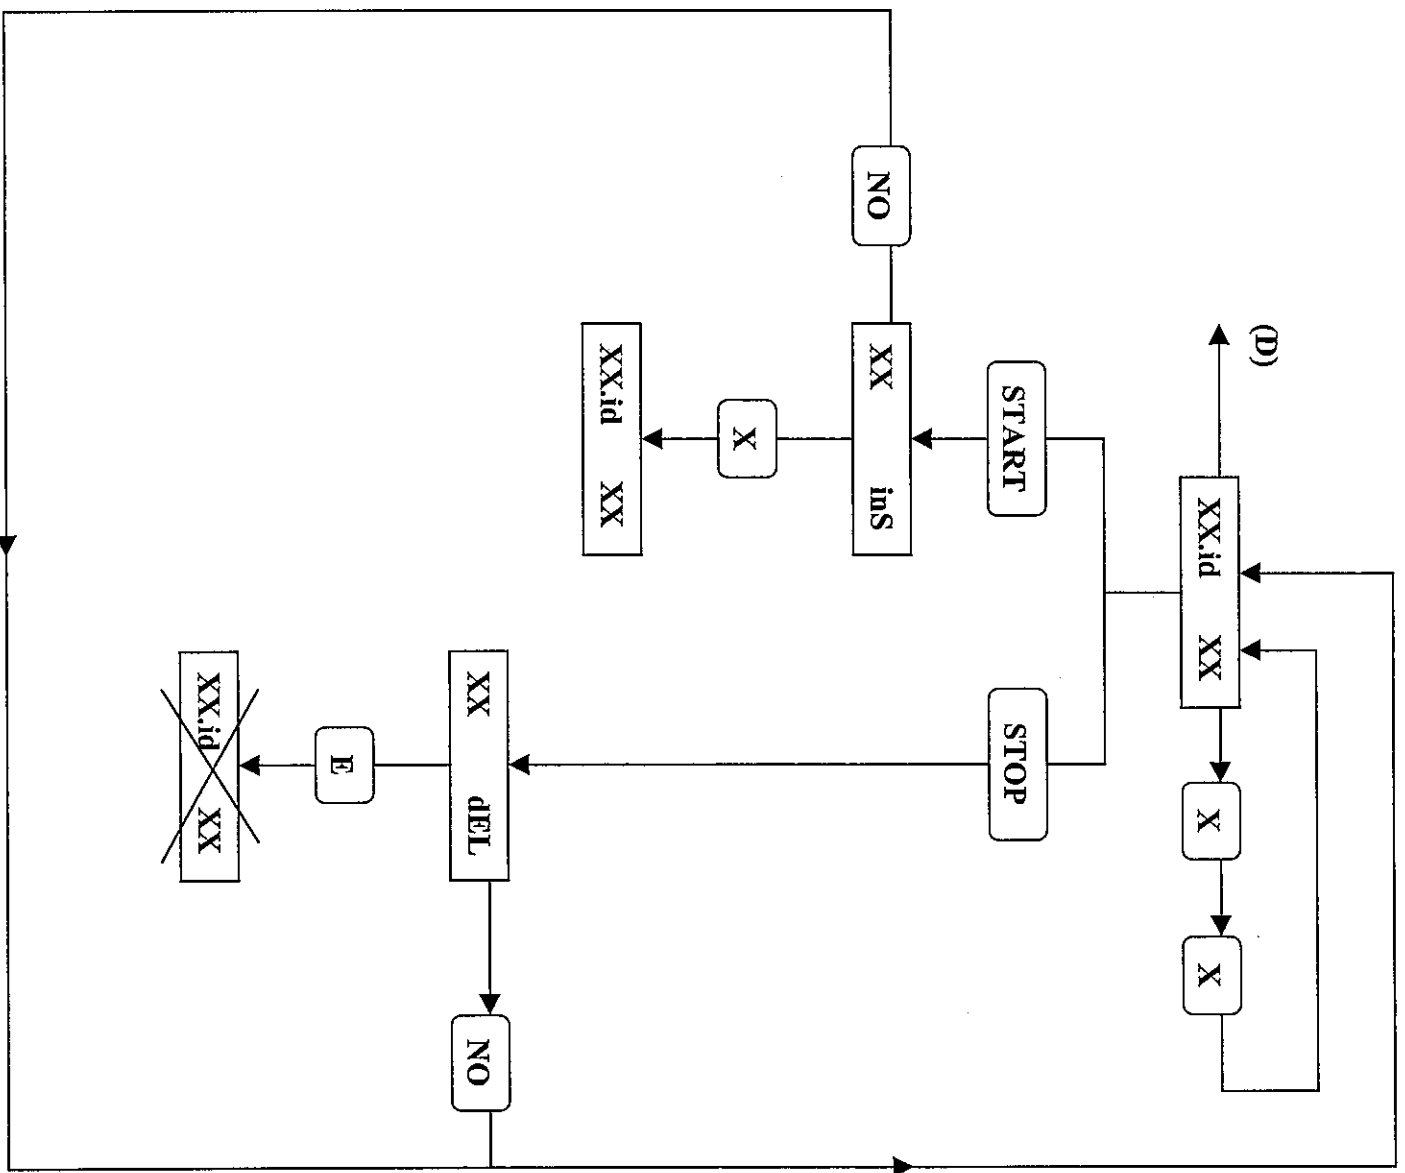 (D)
XX.id XX
X
X
START
STOP
XX inS
NO
X
XX.id XX
XX dEL
NO
E
XX.id XX